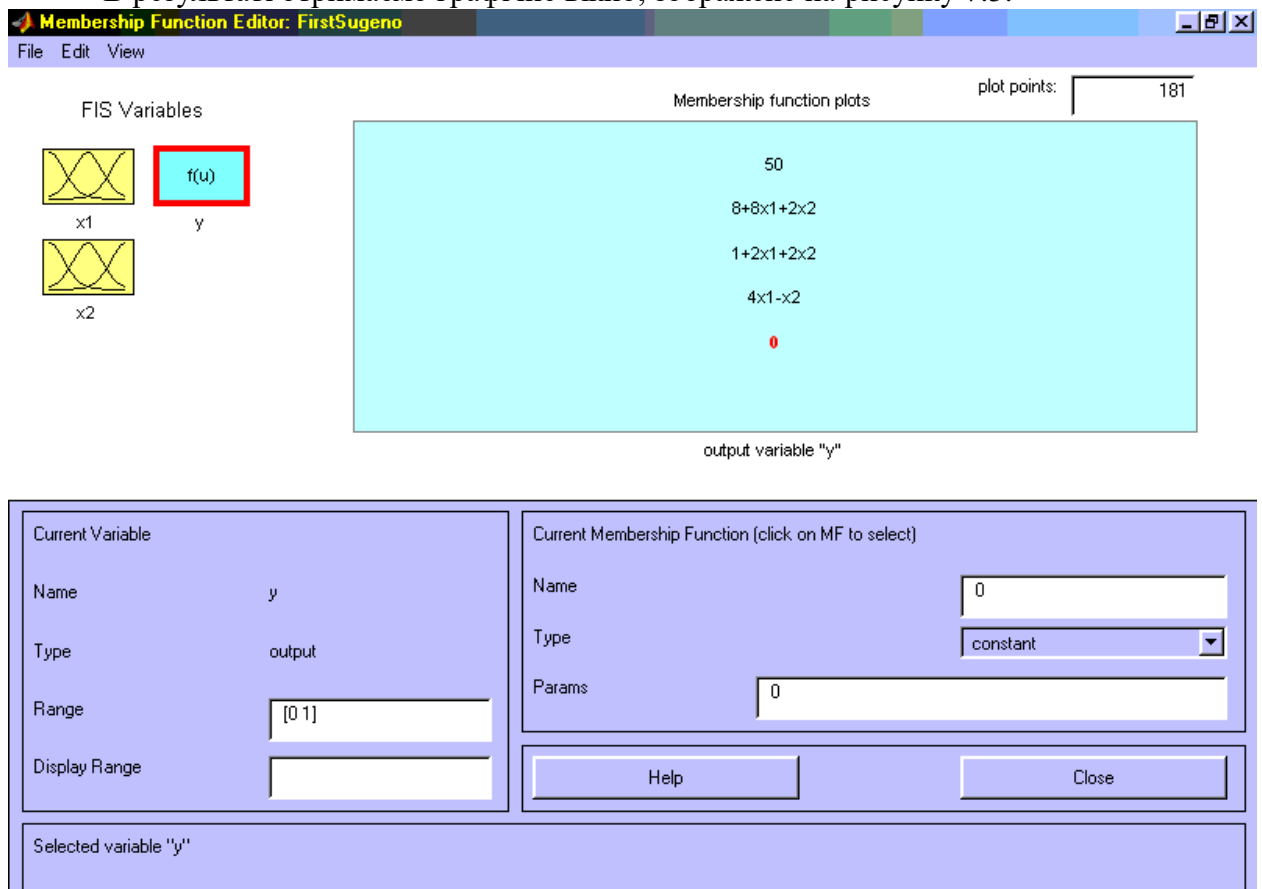 Membership Function Editor: FirstSugeno
File Edit View
FIS Variables
Membership function plots
plot points: 181
f(u)
x1 y
x2
50
8+8x1+2x2
1+2x1+2x2
4x1-x2
0
output variable "y"
Current Variable
Name y
Type output
Range [0 1]
Display Range
Current Membership Function (click on MF to select)
Name 0
Type constant
Params 0
Help Close
Selected variable "y"